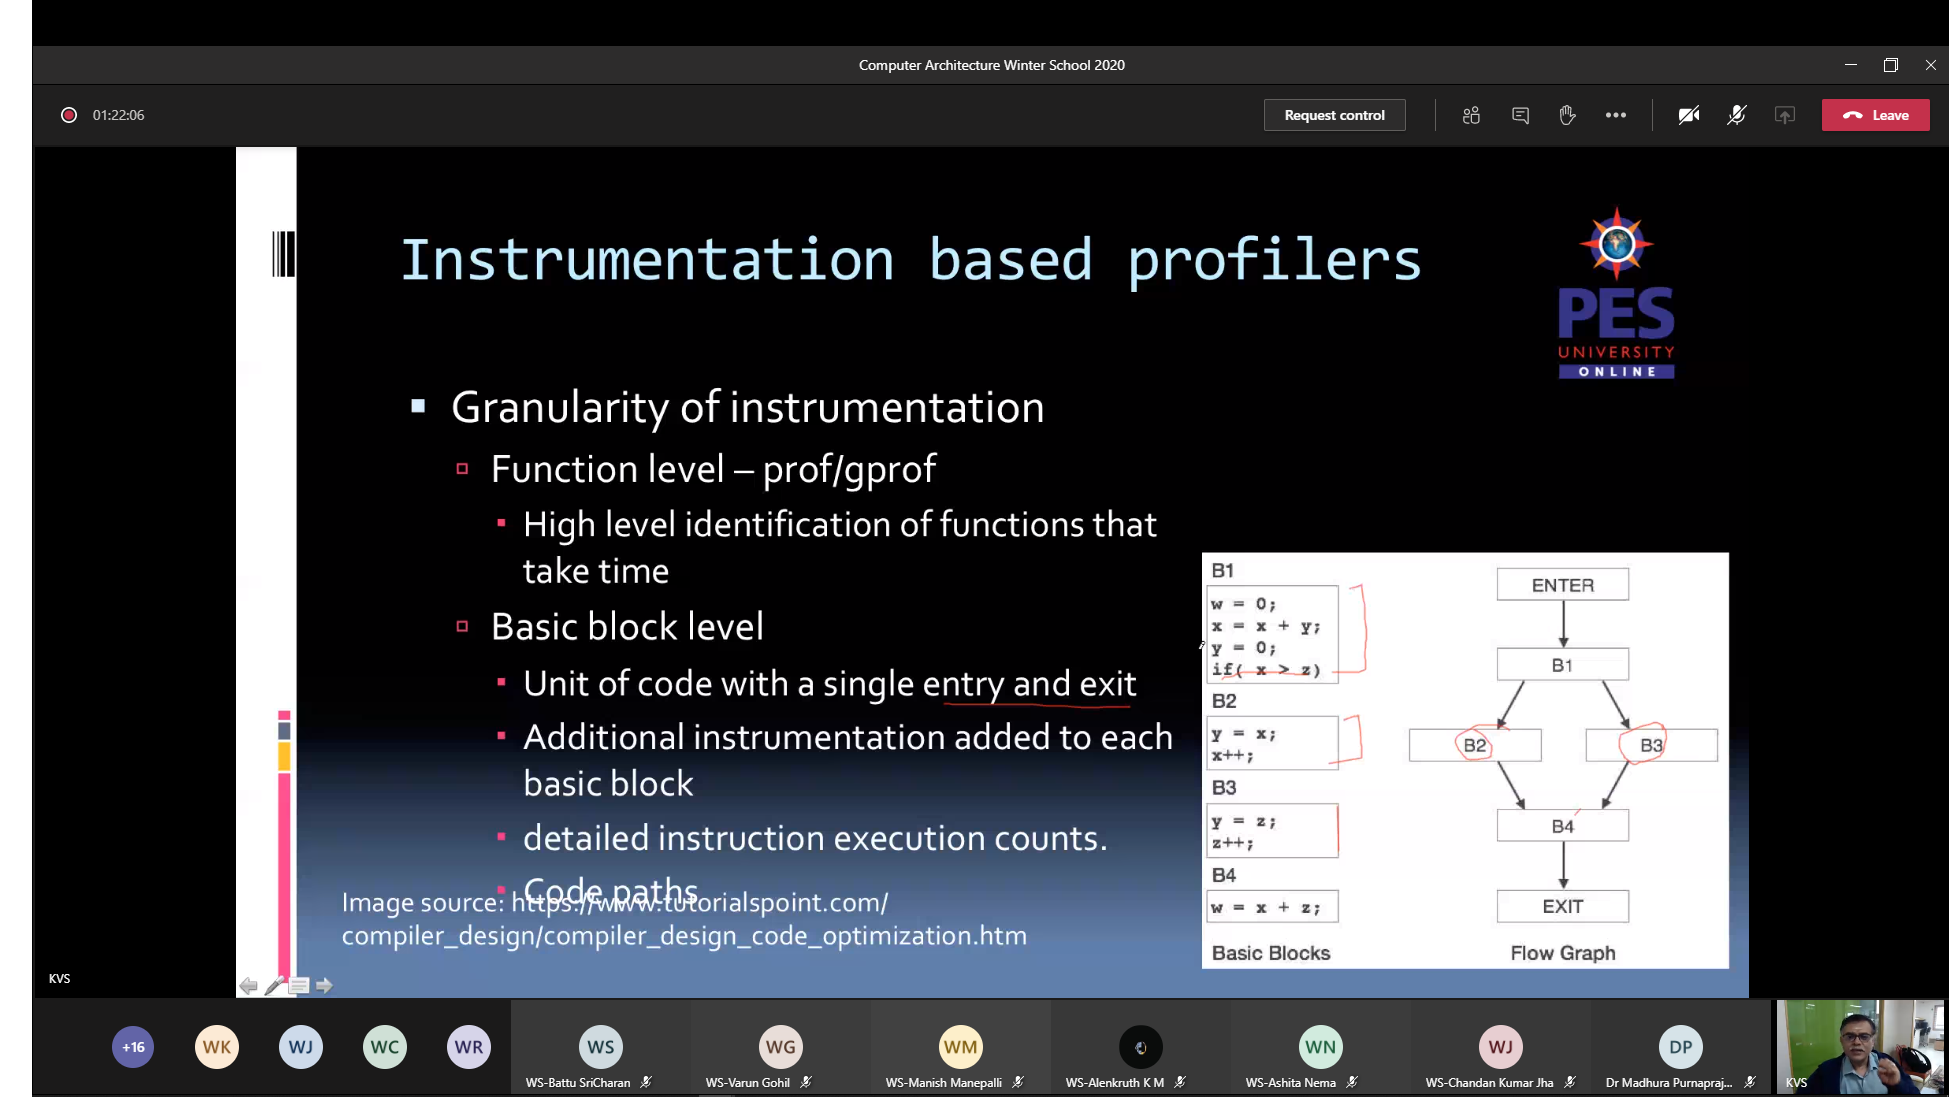 Computer Architecture Winter School 2020
01:22:06
Request control
Leave
Instrumentation based profilers
PES
UNIVERSITY
ONLINE
Granularity of instrumentation
Function level – prof/gprof
High level identification of functions that
take time
Basic block level
Unit of code with a single entry and exit
Additional instrumentation added to each
basic block
detailed instruction execution counts.
Code paths
Image source: https://www.tutorialspoint.com/
compiler_design/compiler_design_code_optimization.htm
B1
w = 0;
x = x + y;
y = 0;
if( x > z)
B2
y = x;
x++;
B3
y = z;
z++;
B4
w = x + z;
Basic Blocks
ENTER
B1
B2
B3
B4
EXIT
Flow Graph
KVS
+16
WK
WJ
WC
WR
WS
WS-Battu SriCharan
WG
WS-Varun Gohil
WM
WS-Manish Manepalli
WS-Alenkruth K M
WN
WS-Ashita Nema
WJ
WS-Chandan Kumar Jha
DP
Dr Madhura Purnapraj...
KVS